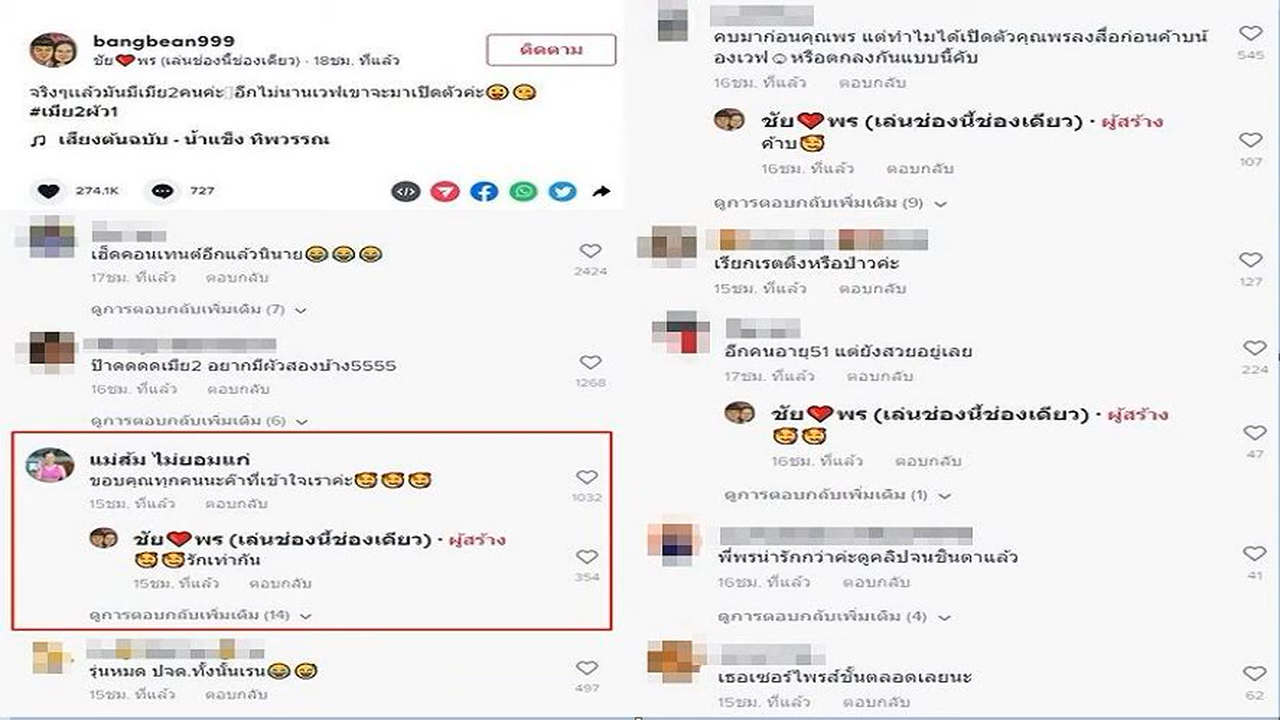 bangbean999
ชัย❤️พร (เล่นช่องนี้ช่องเดียว) · 18ชม. ที่แล้ว
ติดตาม
จริงๆแล้วมันมีเมีย2คนค่ะ อีกไม่นานเวฟเขาจะมาเปิดตัวค่ะ😛😘
#เมีย2ผัว1
♫ เสียงต้นฉบับ - น้ำแข็ง ทิพวรรณ
274.1K
727
เฮ็ดคอนเทนต์อีกแล้วนินาย😂😂😂
17ชม. ที่แล้ว ตอบกลับ
2424
ดูการตอบกลับเพิ่มเติม (7)
ป๊าดดดดเมีย2 อยากมีผัวสองบ้าง5555
16ชม. ที่แล้ว ตอบกลับ
1268
ดูการตอบกลับเพิ่มเติม (6)
แม่ส้ม ไม่ยอมแก่
ขอบคุณทุกคนนะค๊าที่เข้าใจเราค่ะ🥰🥰🥰
15ชม. ที่แล้ว ตอบกลับ
1032
ชัย❤️พร (เล่นช่องนี้ช่องเดียว) · ผู้สร้าง
🥰🥰รักเท่ากัน
15ชม. ที่แล้ว ตอบกลับ
354
ดูการตอบกลับเพิ่มเติม (14)
รุ่นหมด ปจด.ทั้งนั้นเรน😂😅
15ชม. ที่แล้ว ตอบกลับ
497
คบมาก่อนคุณพร แต่ทำไมได้เปิดตัวคุณพรลงสื่อก่อนค้าบน้
องเวฟ☺หรือตกลงกันแบบนี้คับ
545
16ชม. ที่แล้ว ตอบกลับ
ชัย❤️พร (เล่นช่องนี้ช่องเดียว) · ผู้สร้าง
ค้าบ🥰
107
16ชม. ที่แล้ว ตอบกลับ
ดูการตอบกลับเพิ่มเติม (9)
เรียกเรตติ้งหรือป่าวค่ะ
127
15ชม. ที่แล้ว ตอบกลับ
อีกคนอายุ51 แต่ยังสวยอยู่เลย
224
17ชม. ที่แล้ว ตอบกลับ
ชัย❤️พร (เล่นช่องนี้ช่องเดียว) · ผู้สร้าง
🥰🥰
47
16ชม. ที่แล้ว ตอบกลับ
ดูการตอบกลับเพิ่มเติม (1)
พี่พรน่ารักกว่าค่ะดูคลิปจนชินตาแล้ว
41
16ชม. ที่แล้ว ตอบกลับ
ดูการตอบกลับเพิ่มเติม (4)
เธอเซอร์ไพรส์ชั้นตลอดเลยนะ
62
15ชม. ที่แล้ว ตอบกลับ